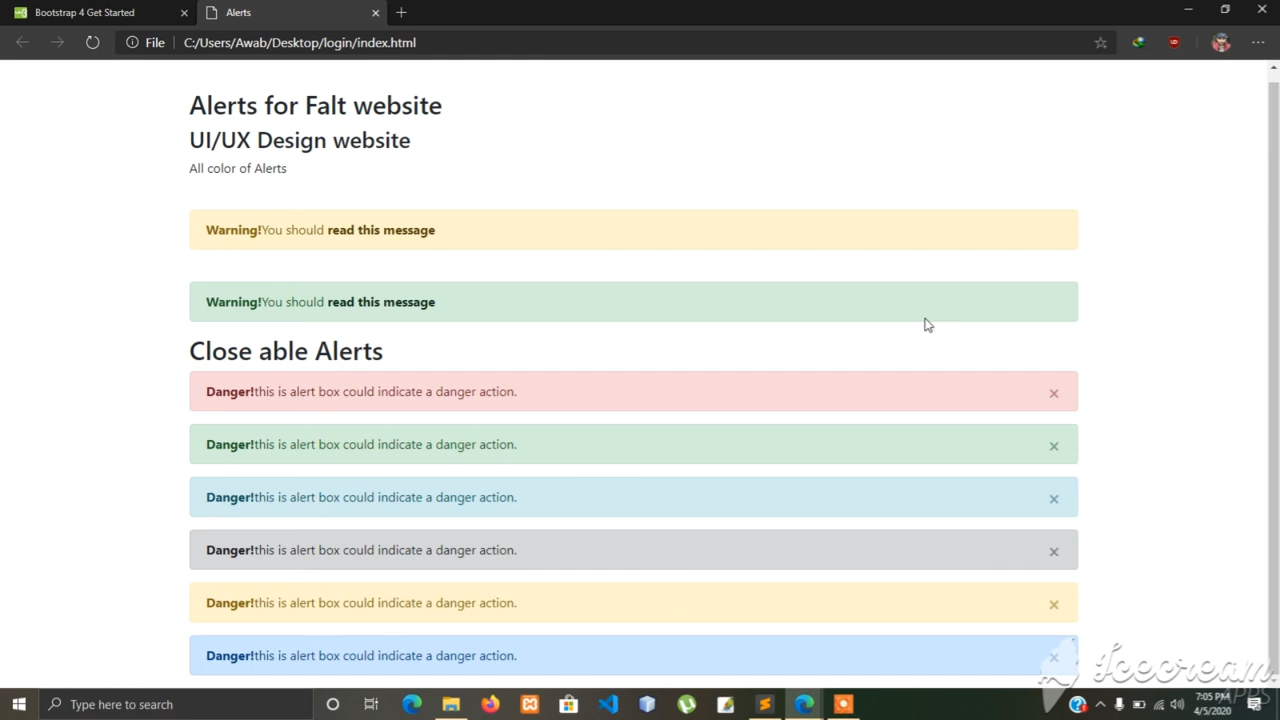 Bootstrap 4 Get Started
Alerts
File
C:/Users/Awab/Desktop/login/index.html
Alerts for Falt website
UI/UX Design website
All color of Alerts
Warning!You should read this message
Warning!You should read this message
Close able Alerts
Danger!this is alert box could indicate a danger action.
Danger!this is alert box could indicate a danger action.
Danger!this is alert box could indicate a danger action.
Danger!this is alert box could indicate a danger action.
Danger!this is alert box could indicate a danger action.
Danger!this is alert box could indicate a danger action.
Icecream
APPS
Type here to search
7:05 PM
4/5/2020